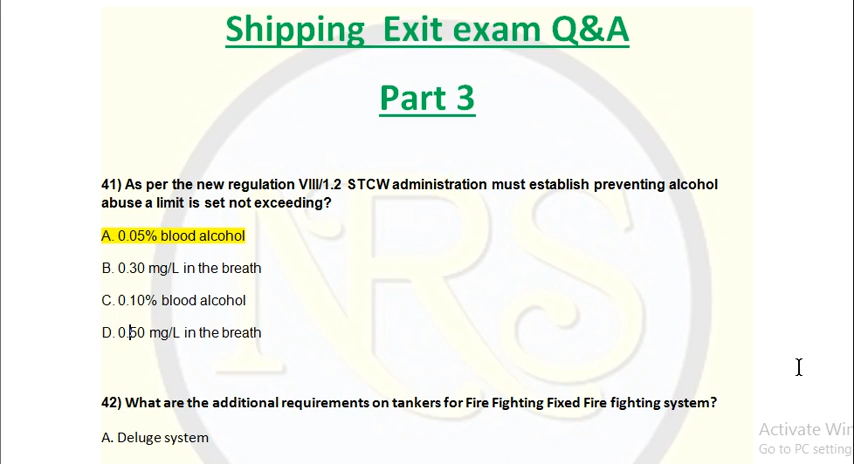 Shipping Exit exam Q&A
Part 3
41) As per the new regulation VIII/1.2 STCW administration must establish preventing alcohol
abuse a limit is set not exceeding?
A. 0.05% blood alcohol
B. 0.30 mg/L in the breath
C. 0.10% blood alcohol
D. 0.50 mg/L in the breath
42) What are the additional requirements on tankers for Fire Fighting Fixed Fire fighting system?
A. Deluge system
NRS
Activate Win
Go to PC setting